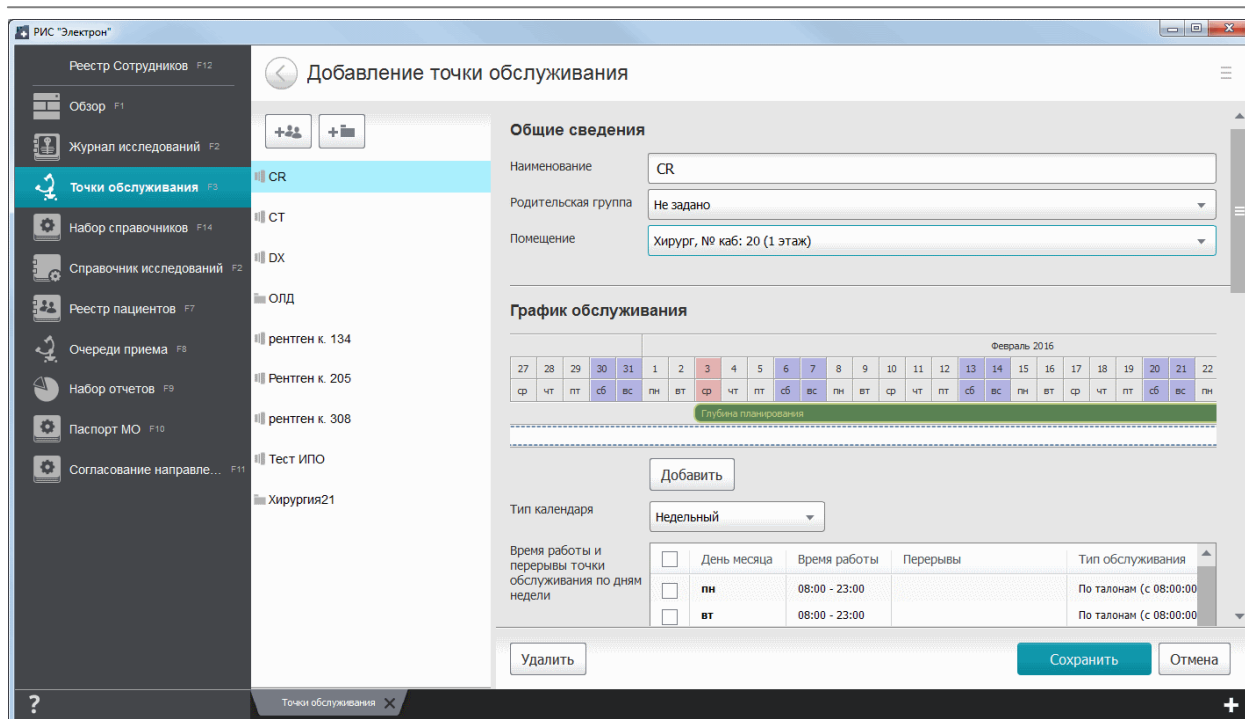 РИС "Электрон"
Реестр Сотрудников F12
Обзор F1
Журнал исследований F2
Точки обслуживания F3
Набор справочников F14
Справочник исследований F2
Реестр пациентов F7
Очереди приема F8
Набор отчетов F9
Паспорт МО F10
Согласование направле... F11
?
Добавление точки обслуживания
CR
CT
DX
ОЛД
рентген к. 134
Рентген к. 205
рентген к. 308
Тест ИПО
Хирургия21
Общие сведения
Наименование CR
Родительская группа Не задано
Помещение Хирург, № каб: 20 (1 этаж)
График обслуживания
Февраль 2016
27 28 29 30 31 1 2 3 4 5 6 7 8 9 10 11 12 13 14 15 16 17 18 19 20 21 22
ср чт пт сб вс пн вт ср чт пт сб вс пн вт ср чт пт сб вс пн вт ср чт пт сб вс пн
Глубина планирования
Добавить
Тип календаря Недельный
Время работы и
перерывы точки
обслуживания по дням
недели
День месяца Время работы Перерывы Тип обслуживания
пн 08:00 - 23:00 По талонам (с 08:00:00
вт 08:00 - 23:00 По талонам (с 08:00:00
Удалить Сохранить Отмена
Точки обслуживания